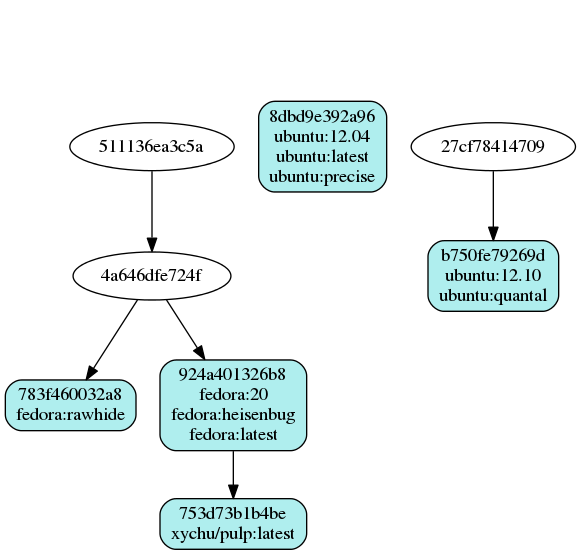 511136ea3c5a
8dbd9e392a96
ubuntu:12.04
ubuntu:latest
ubuntu:precise
27cf78414709
4a646dfe724f
b750fe79269d
ubuntu:12.10
ubuntu:quantal
783f460032a8
fedora:rawhide
924a401326b8
fedora:20
fedora:heisenbug
fedora:latest
753d73b1b4be
xychu/pulp:latest